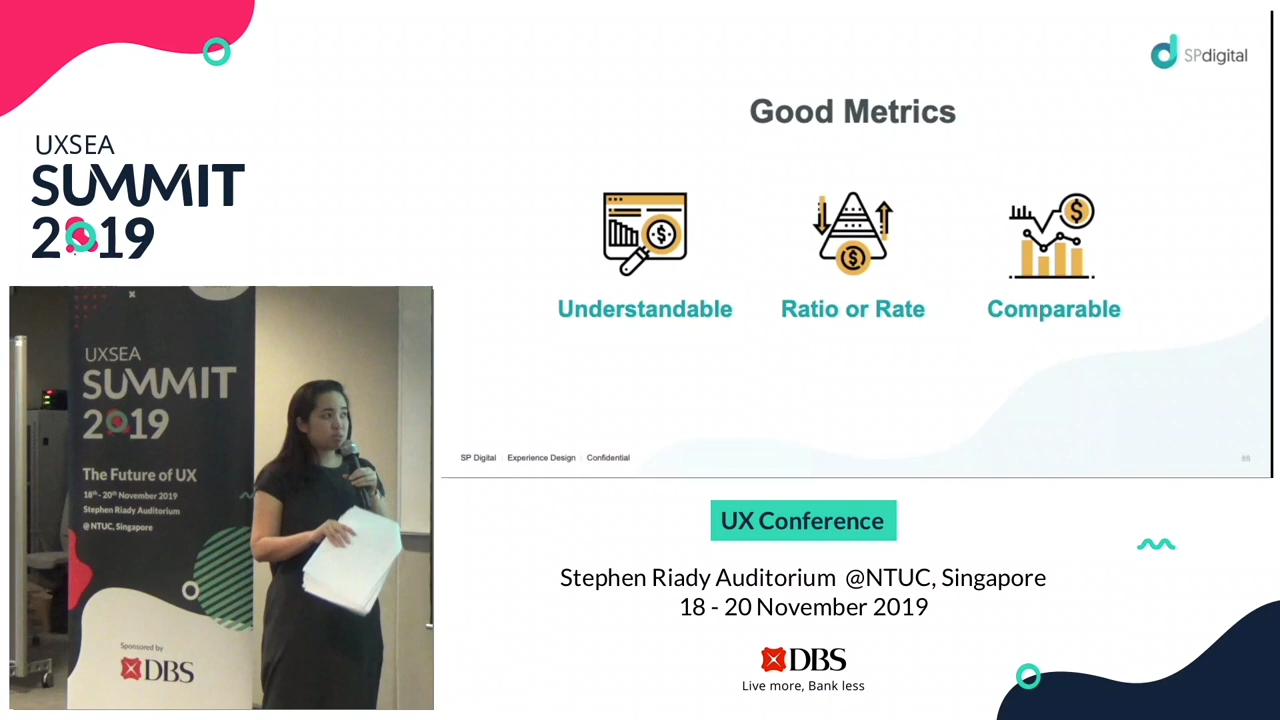 UXSEA
SUMMIT
2019
SPdigital
Good Metrics
Understandable
Ratio or Rate
Comparable
SP Digital
Experience Design
Confidential
UXSEA
SUMMIT
2019
The Future of UX
18th - 20th November 2019
Stephen Riady Auditorium
@ NTUC, Singapore
Sponsored by
DBS
UX Conference
Stephen Riady Auditorium @NTUC, Singapore
18 - 20 November 2019
DBS
Live more, Bank less